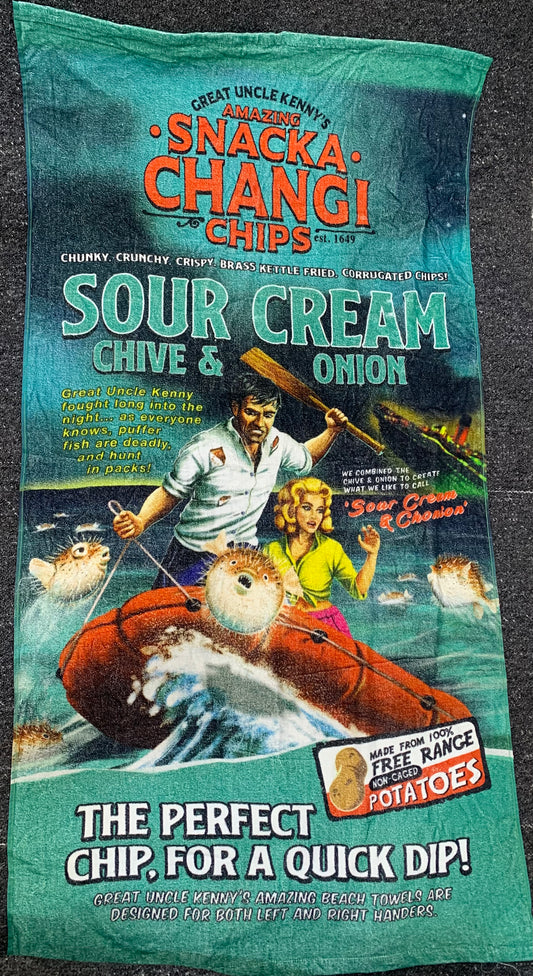 GREAT UNCLE KENNY'S
AMAZING
·SNACKA·
CHANGI
CHIPS est. 1649
CHUNKY. CRUNCHY. CRISPY. BRASS KETTLE FRIED. CORRUGATED CHIPS!
SOUR CREAM
CHIVE & ONION
Great Uncle Kenny
fought long into the
night.... as everyone
knows, puffer
fish are deadly,
and hunt
in packs!
WE COMBINED THE
CHIVE & ONION TO CREATE
WHAT WE LIKE TO CALL
'Sour Cream
& Chonion'
MADE FROM 100%
FREE RANGE
NON-CAGED
POTATOES
THE PERFECT
CHIP, FOR A QUICK DIP!
GREAT UNCLE KENNY'S AMAZING BEACH TOWELS ARE
DESIGNED FOR BOTH LEFT AND RIGHT HANDERS.